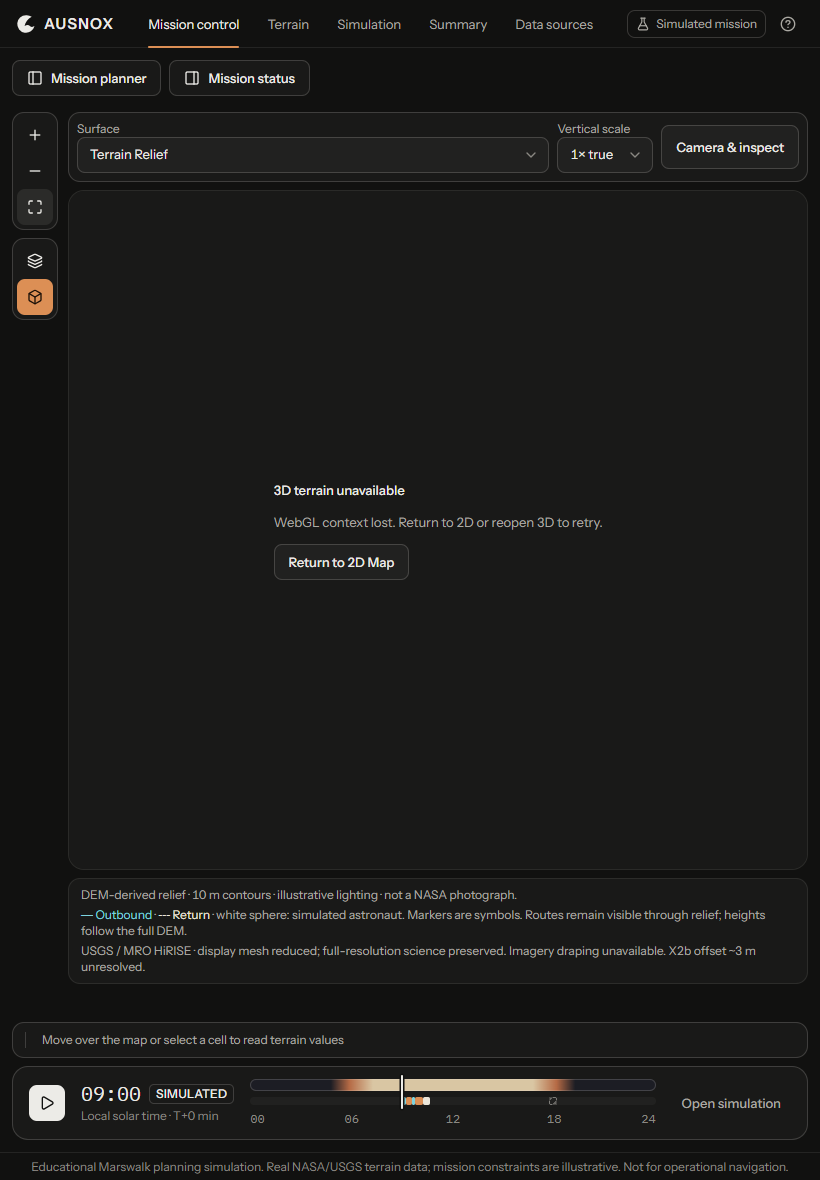 AUSNOX
Mission control
Terrain
Simulation
Summary
Data sources
Simulated mission
Mission planner
Mission status
Surface
Vertical scale
Terrain Relief
1× true
Camera & inspect
3D terrain unavailable
WebGL context lost. Return to 2D or reopen 3D to retry.
Return to 2D Map
DEM-derived relief · 10 m contours · illustrative lighting · not a NASA photograph.
— Outbound · --- Return · white sphere: simulated astronaut. Markers are symbols. Routes remain visible through relief; heights
follow the full DEM.
USGS / MRO HiRISE · display mesh reduced; full-resolution science preserved. Imagery draping unavailable. X2b offset ~3 m
unresolved.
Move over the map or select a cell to read terrain values
09:00 SIMULATED
Local solar time · T+0 min
00 06 12 18 24
Open simulation
Educational Marswalk planning simulation. Real NASA/USGS terrain data; mission constraints are illustrative. Not for operational navigation.